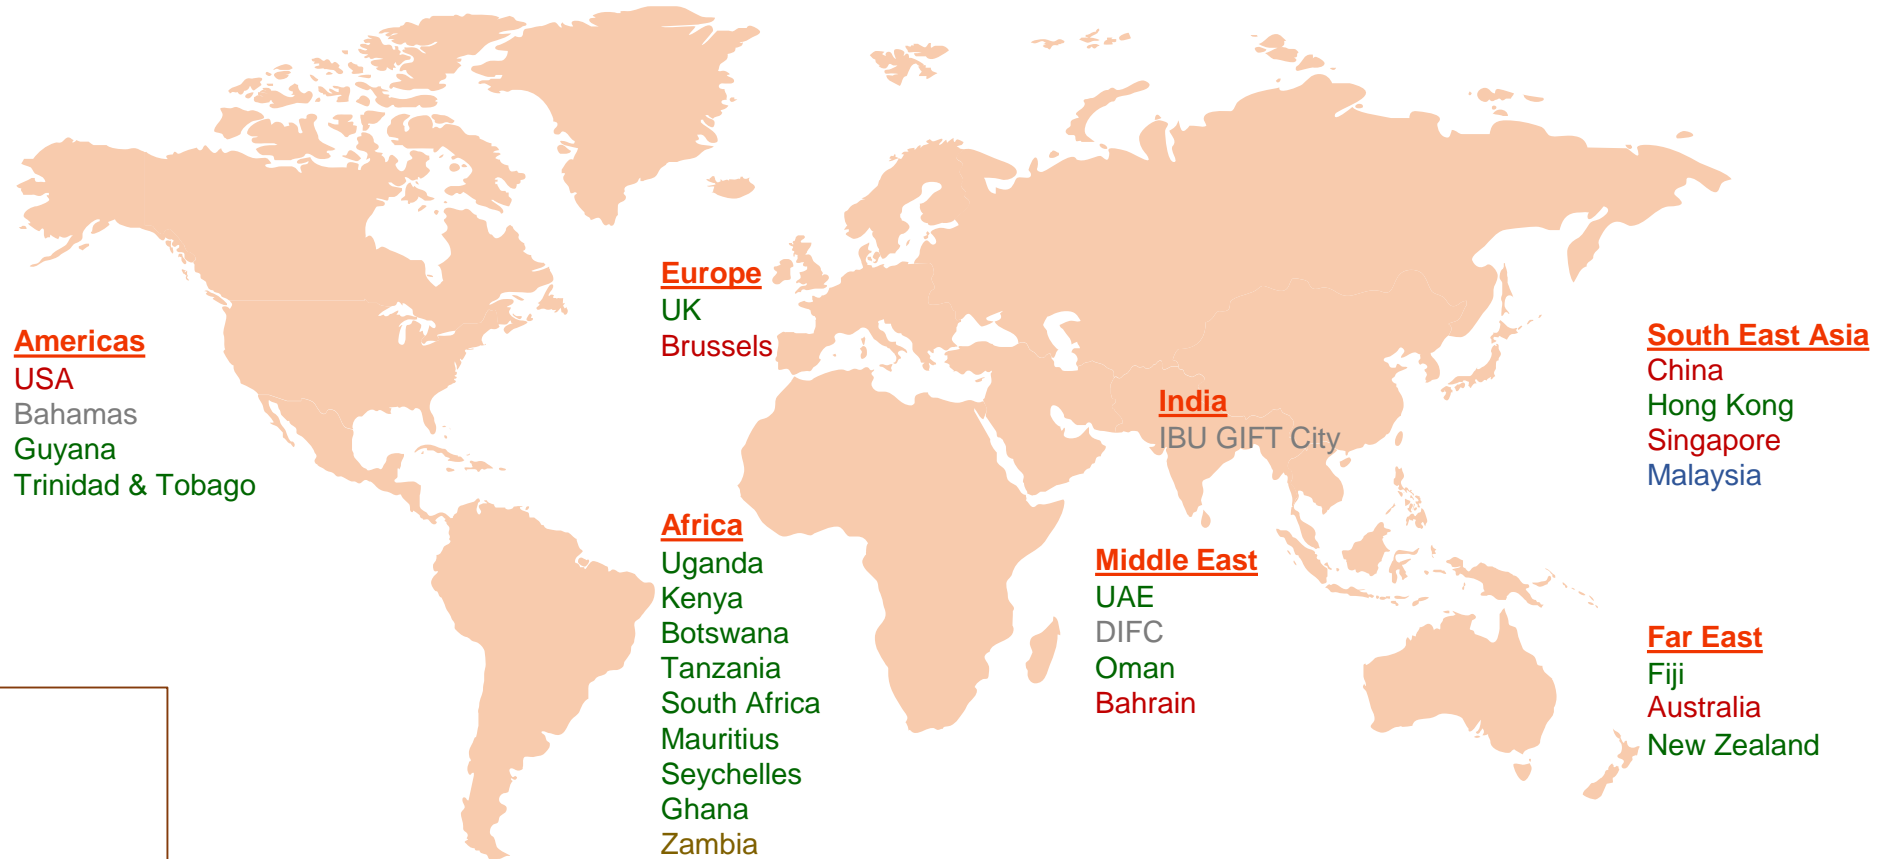 Americas
USA
Bahamas
Guyana
Trinidad & Tobago
Europe
UK
Brussels
Africa
Uganda
Kenya
Botswana
Tanzania
South Africa
Mauritius
Seychelles
Ghana
Zambia
India
IBU GIFT City
Middle East
UAE
DIFC
Oman
Bahrain
South East Asia
China
Hong Kong
Singapore
Malaysia
Far East
Fiji
Australia
New Zealand